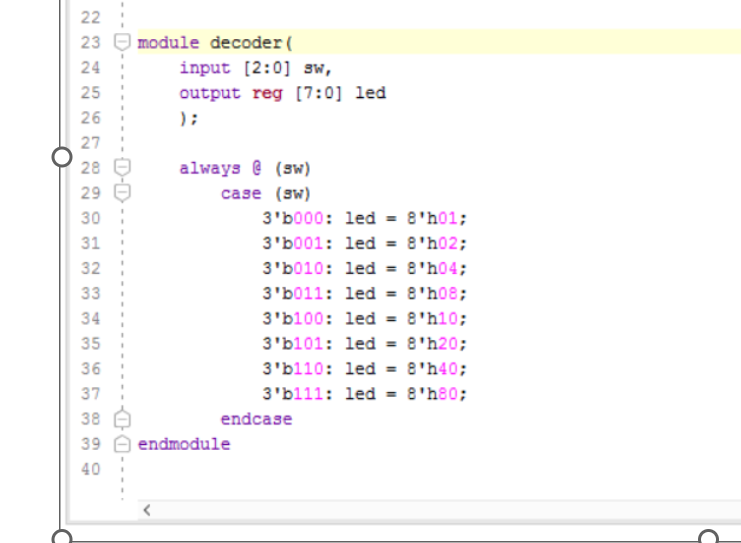 22
23 module decoder(
24 input [2:0] sw,
25 output reg [7:0] led
26 );
27
28 always @ (sw)
29 case (sw)
30 3'b000: led = 8'h01;
31 3'b001: led = 8'h02;
32 3'b010: led = 8'h04;
33 3'b011: led = 8'h08;
34 3'b100: led = 8'h10;
35 3'b101: led = 8'h20;
36 3'b110: led = 8'h40;
37 3'b111: led = 8'h80;
38 endcase
39 endmodule
40